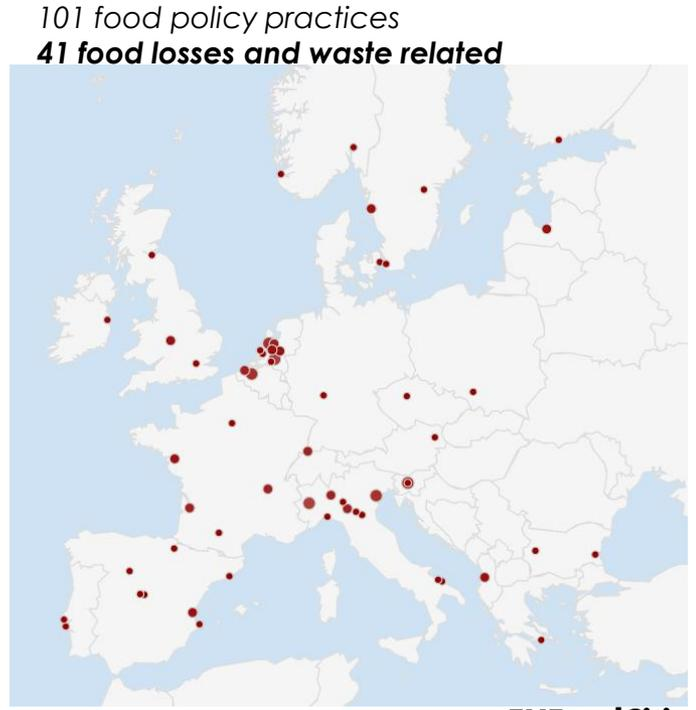 101 food policy practices
41 food losses and waste related